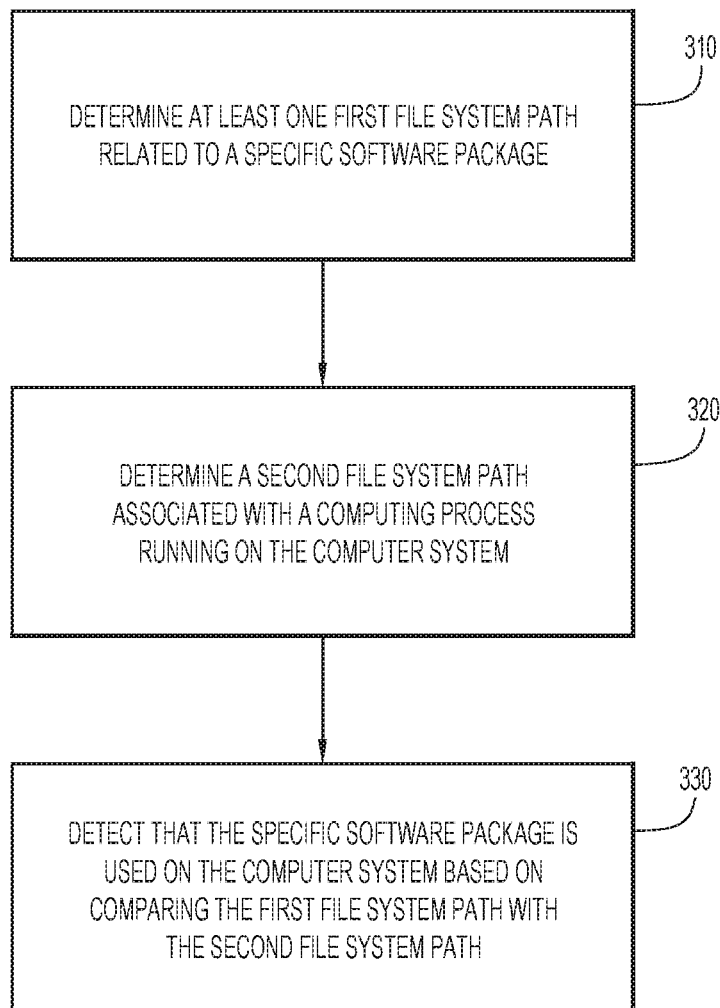 310
DETERMINE AT LEAST ONE FIRST FILE SYSTEM PATH
RELATED TO A SPECIFIC SOFTWARE PACKAGE
320
DETERMINE A SECOND FILE SYSTEM PATH
ASSOCIATED WITH A COMPUTING PROCESS
RUNNING ON THE COMPUTER SYSTEM
330
DETECT THAT THE SPECIFIC SOFTWARE PACKAGE IS
USED ON THE COMPUTER SYSTEM BASED ON
COMPARING THE FIRST FILE SYSTEM PATH WITH
THE SECOND FILE SYSTEM PATH